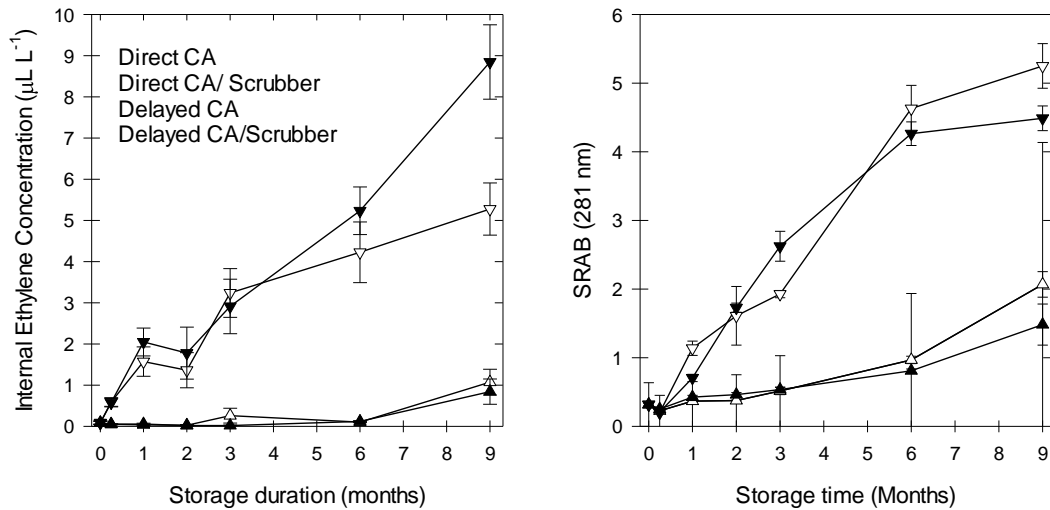 10
9
8
7
6
5
4
3
2
1
0
Internal Ethylene Concentration (µL L-1)
Direct CA
Direct CA/ Scrubber
Delayed CA
Delayed CA/Scrubber
0 1 2 3 4 5 6 7 8 9
Storage duration (months)
6
5
4
3
2
1
0
SRAB (281 nm)
0 1 2 3 4 5 6 7 8 9
Storage time (Months)